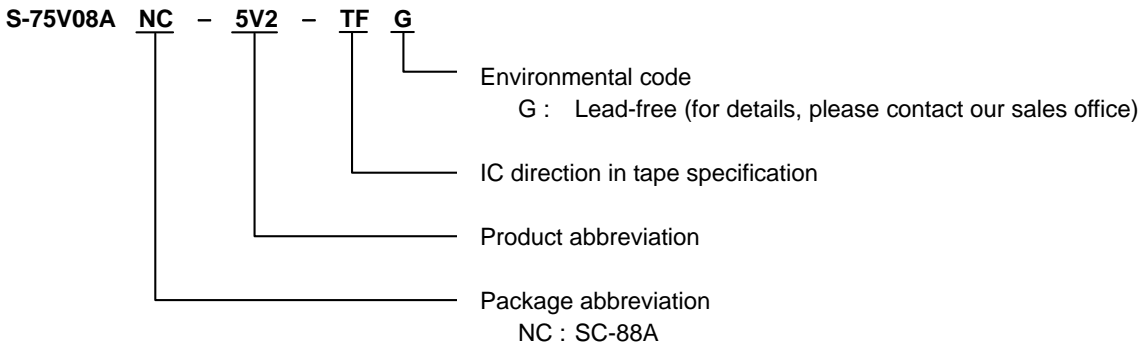 S-75V08A NC – 5V2 – TF G
Environmental code
G : Lead-free (for details, please contact our sales office)
IC direction in tape specification
Product abbreviation
Package abbreviation
NC : SC-88A